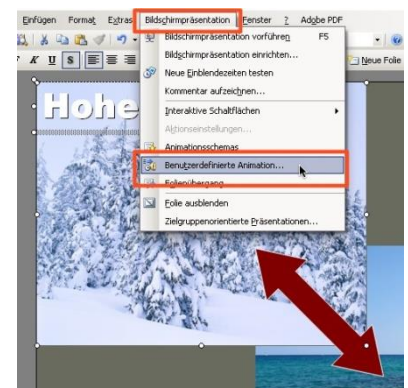 Einfügen Format Extras Bildschirmpräsentation Fenster ? Adobe PDF
F K U S
Neue Folie
Bildschirmpräsentation vorführen F5
Bildschirmpräsentation einrichten...
Neue Einblendezeiten testen
Kommentar aufzeichnen...
Interaktive Schaltflächen
Aktionseinstellungen...
Animationsschemas
Benutzerdefinierte Animation...
Folienübergang
Folie ausblenden
Zielgruppenorientierte Präsentationen...
Hohe